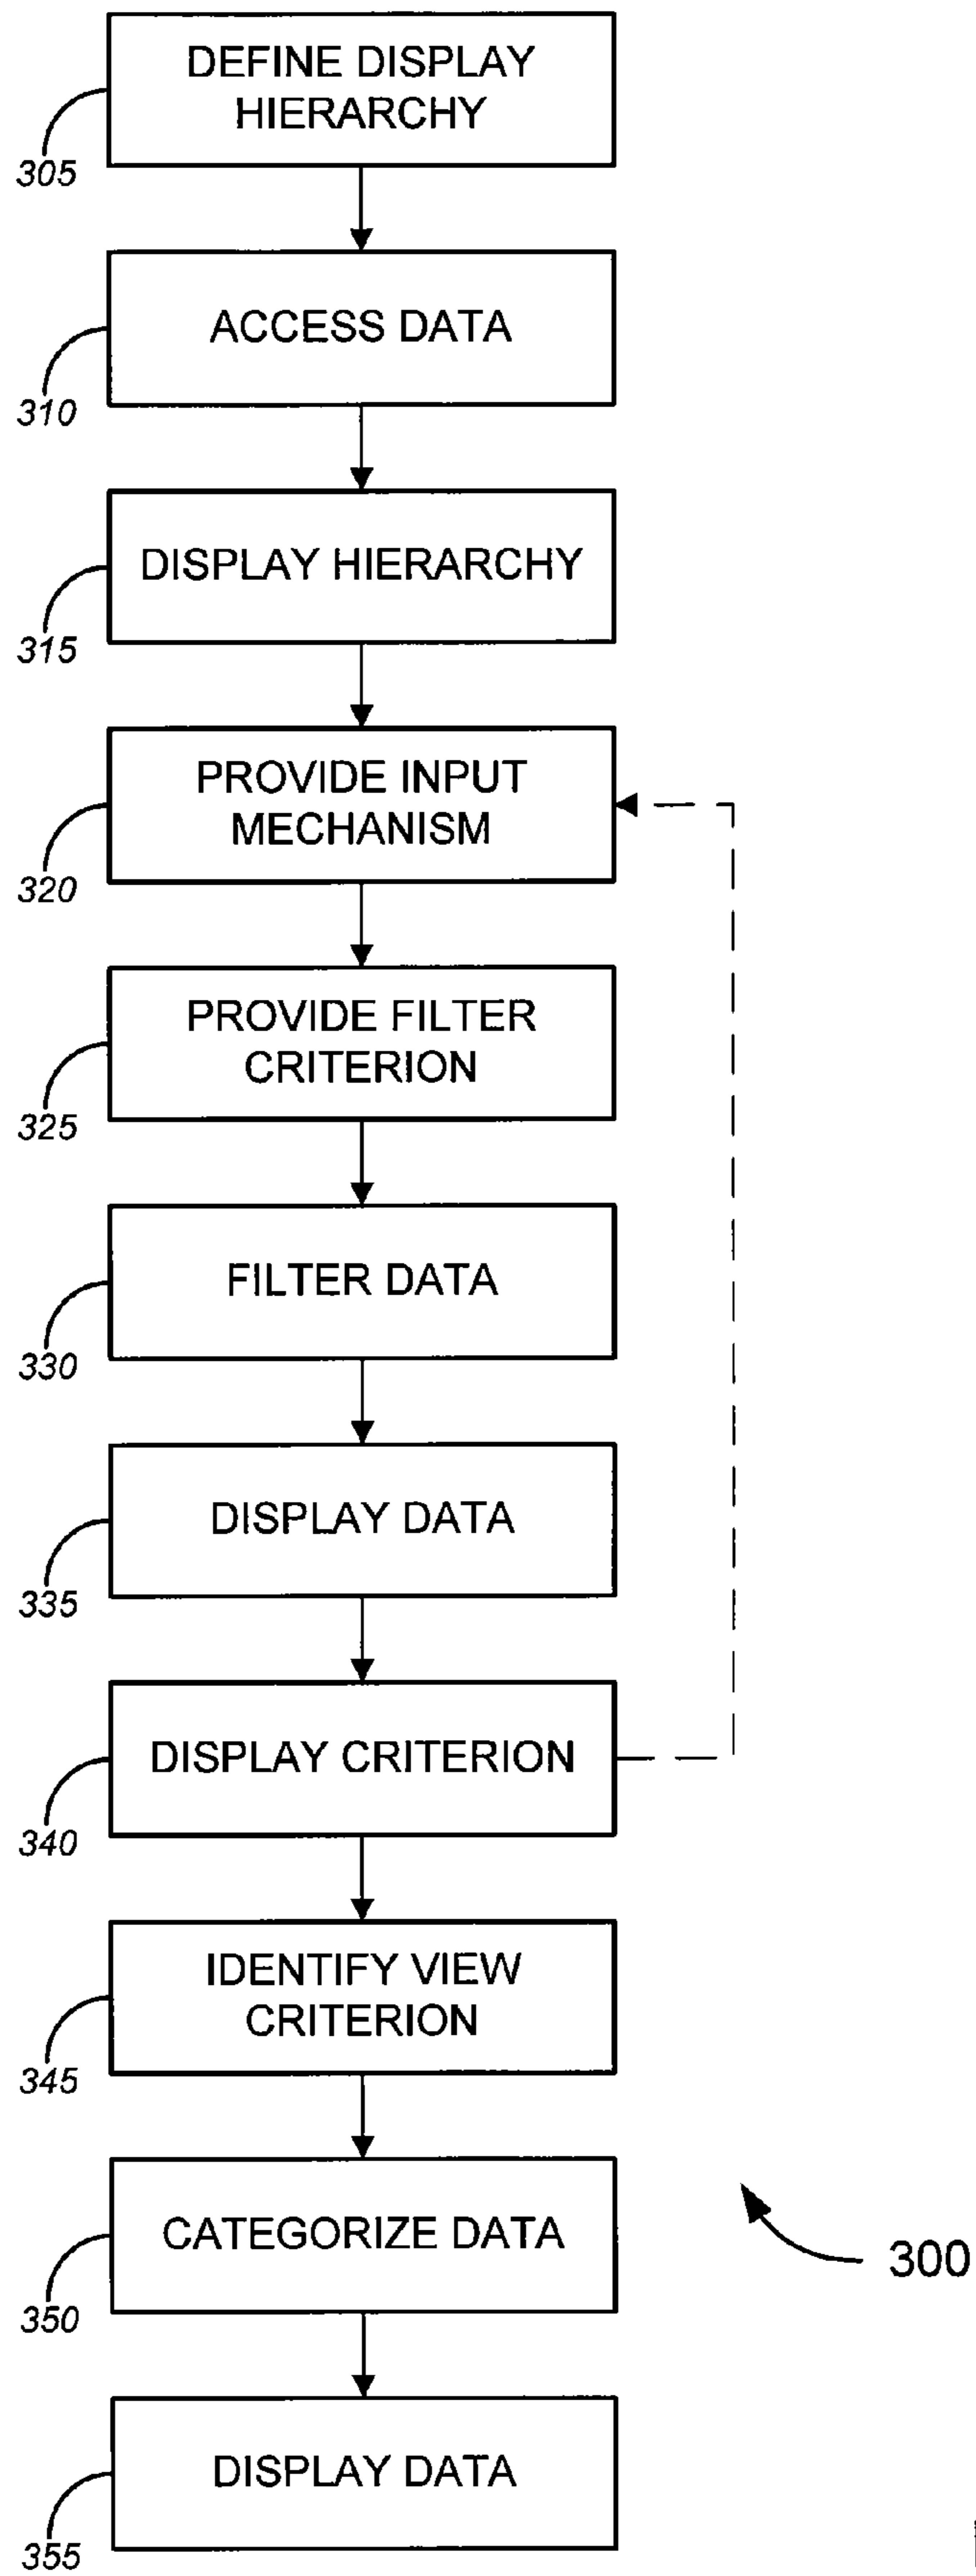 DEFINE DISPLAY
HIERARCHY
305
ACCESS DATA
310
DISPLAY HIERARCHY
315
PROVIDE INPUT
MECHANISM
320
PROVIDE FILTER
CRITERION
325
FILTER DATA
330
DISPLAY DATA
335
DISPLAY CRITERION
340
IDENTIFY VIEW
CRITERION
345
CATEGORIZE DATA
350
300
DISPLAY DATA
355